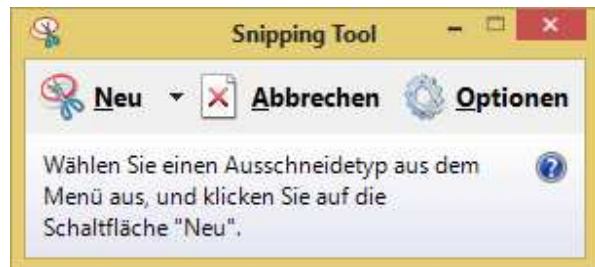 Snipping Tool
Neu Abbrechen Optionen
Wählen Sie einen Ausschneidetyp aus dem
Menü aus, und klicken Sie auf die
Schaltfläche "Neu".